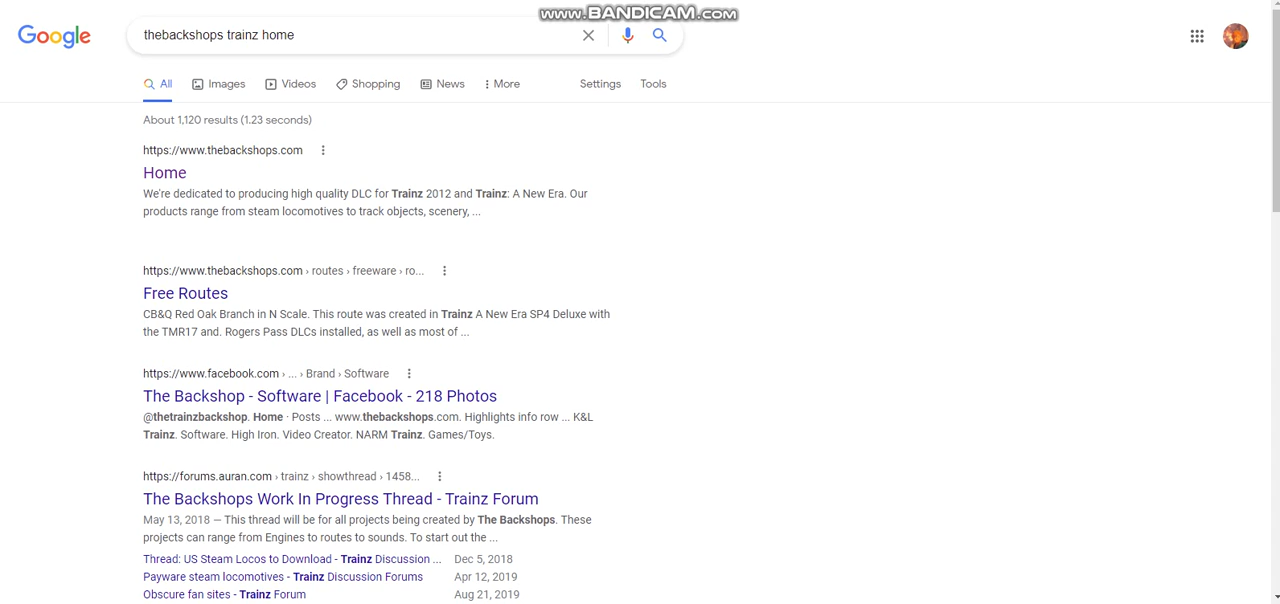 www.BANDICAM.com
Google
thebackshops trainz home
All Images Videos Shopping News More Settings Tools
About 1,120 results (1.23 seconds)
https://www.thebackshops.com
Home
We're dedicated to producing high quality DLC for Trainz 2012 and Trainz: A New Era. Our
products range from steam locomotives to track objects, scenery, ...
https://www.thebackshops.com › routes › freeware › ro...
Free Routes
CB&Q Red Oak Branch in N Scale. This route was created in Trainz A New Era SP4 Deluxe with
the TMR17 and. Rogers Pass DLCs installed, as well as most of ...
https://www.facebook.com › ... › Brand › Software
The Backshop - Software | Facebook - 218 Photos
@thetrainzbackshop. Home · Posts ... www.thebackshops.com. Highlights info row ... K&L
Trainz. Software. High Iron. Video Creator. NARM Trainz. Games/Toys.
https://forums.auran.com › trainz › showthread › 1458...
The Backshops Work In Progress Thread - Trainz Forum
May 13, 2018 — This thread will be for all projects being created by The Backshops. These
projects can range from Engines to routes to sounds. To start out the ...
Thread: US Steam Locos to Download - Trainz Discussion ... Dec 5, 2018
Payware steam locomotives - Trainz Discussion Forums Apr 12, 2019
Obscure fan sites - Trainz Forum Aug 21, 2019